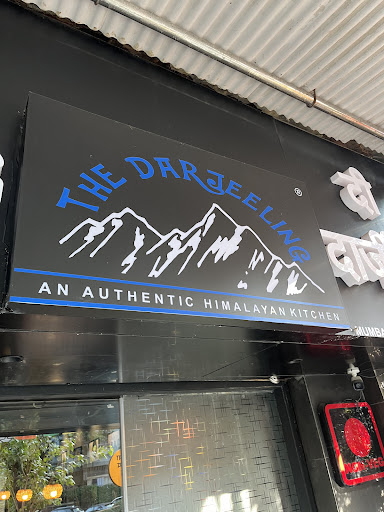 THE DARJEELING
®
AN AUTHENTIC HIMALAYAN KITCHEN
दी